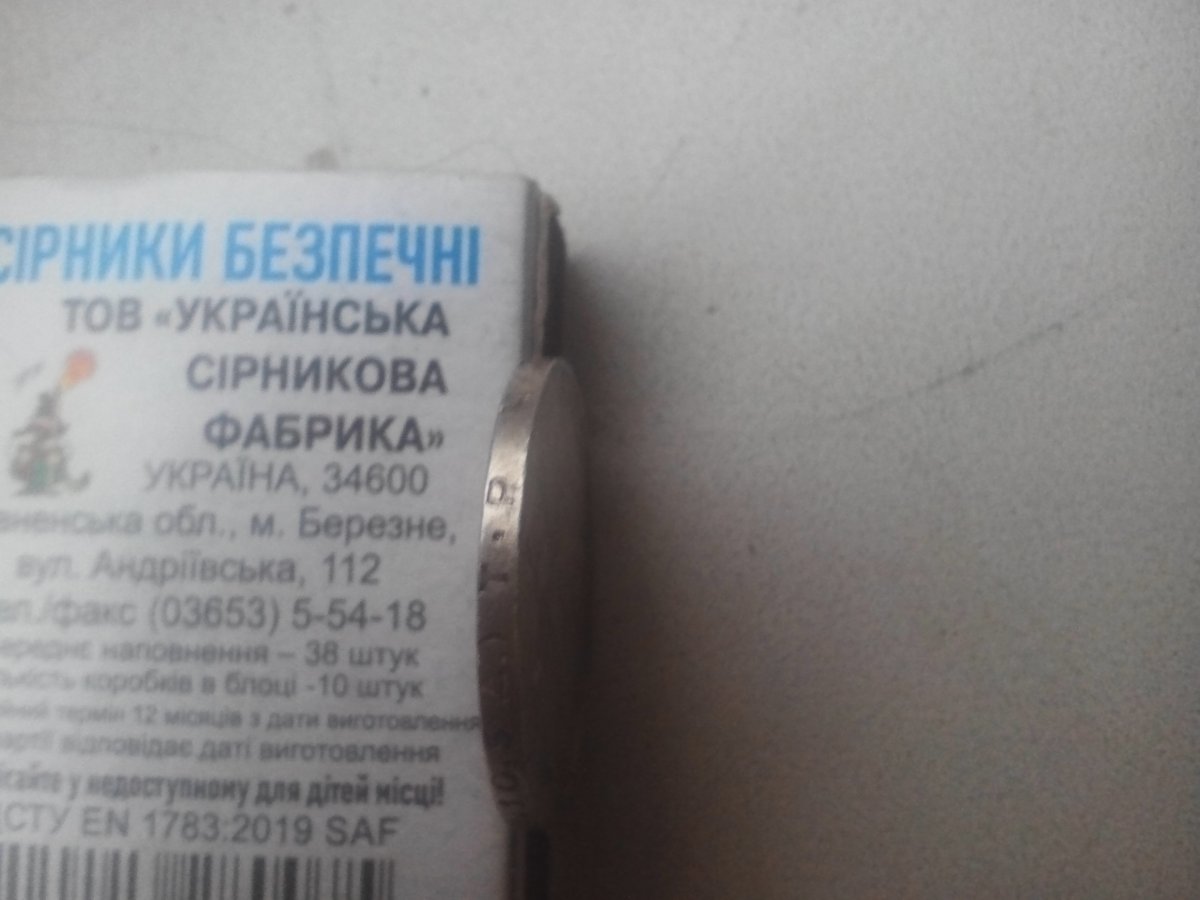 СІРНИКИ БЕЗПЕЧНІ
ТОВ «УКРАЇНСЬКА
СІРНИКОВА
ФАБРИКА»
УКРАЇНА, 34600
обл., м. Березне,
вул. Андріївська, 112
(03653) 5-54-18
наповнення – 38 штук
коробків в блоці -10 штук
термін 12 місяців з дати виготовлення
відповідає даті виготовлення
у недоступному для дітей місці!
ДСТУ EN 1783:2019 SAF